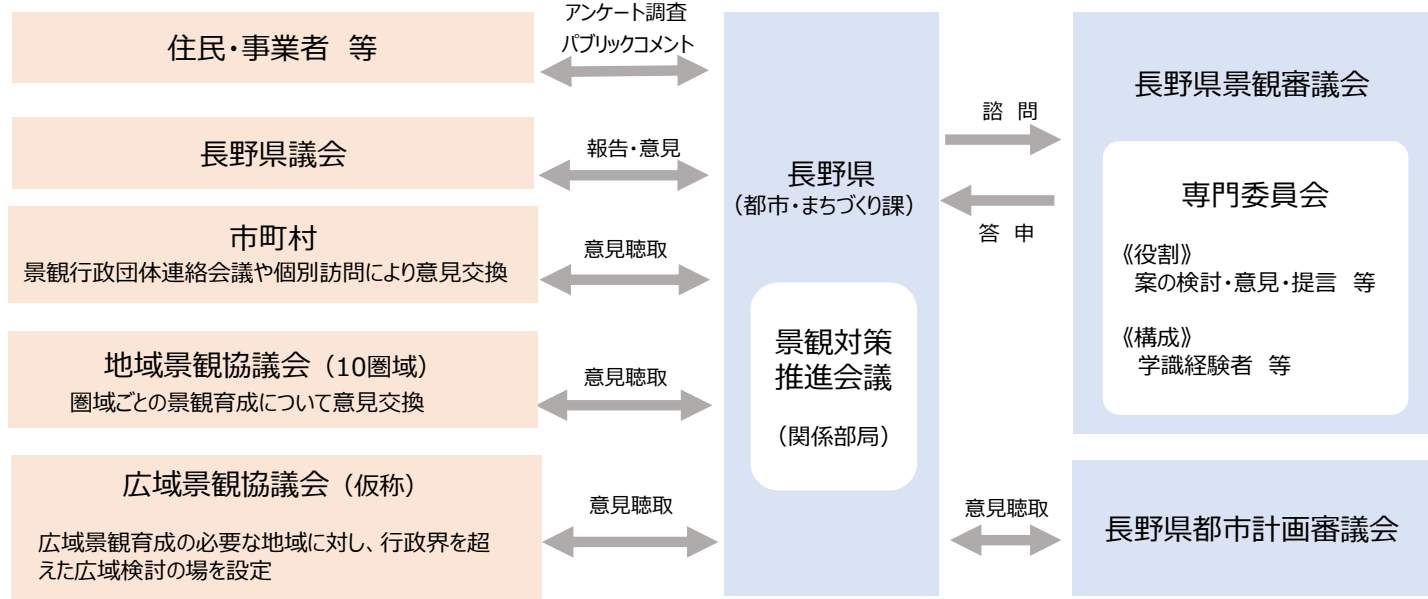 住民・事業者 等
アンケート調査
パブリックコメント
長野県議会
報告・意見
市町村
景観行政団体連絡会議や個別訪問により意見交換
意見聴取
地域景観協議会（10圏域）
圏域ごとの景観育成について意見交換
意見聴取
広域景観協議会（仮称）
広域景観育成の必要な地域に対し、行政界を超
えた広域検討の場を設定
意見聴取
長野県
（都市・まちづくり課）
景観対策
推進会議
（関係部局）
諮 問
答 申
意見聴取
長野県景観審議会
専門委員会
《役割》
案の検討・意見・提言 等
《構成》
学識経験者 等
長野県都市計画審議会